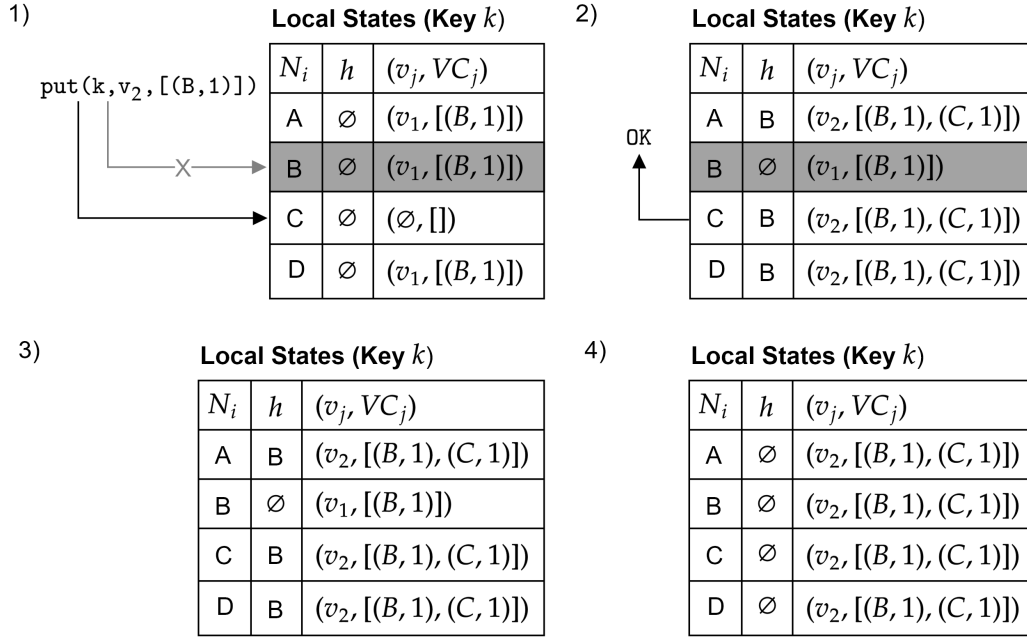 1)
Local States (Key k)
put(k,v₂,[(B,1)])
X
Nᵢ h (vⱼ, VCⱼ)
A ∅ (v₁, [(B, 1)])
B ∅ (v₁, [(B, 1)])
C ∅ (∅, [])
D ∅ (v₁, [(B, 1)])
2)
Local States (Key k)
OK
Nᵢ h (vⱼ, VCⱼ)
A B (v₂, [(B, 1), (C, 1)])
B ∅ (v₁, [(B, 1)])
C B (v₂, [(B, 1), (C, 1)])
D B (v₂, [(B, 1), (C, 1)])
3)
Local States (Key k)
Nᵢ h (vⱼ, VCⱼ)
A B (v₂, [(B, 1), (C, 1)])
B ∅ (v₁, [(B, 1)])
C B (v₂, [(B, 1), (C, 1)])
D B (v₂, [(B, 1), (C, 1)])
4)
Local States (Key k)
Nᵢ h (vⱼ, VCⱼ)
A ∅ (v₂, [(B, 1), (C, 1)])
B ∅ (v₂, [(B, 1), (C, 1)])
C ∅ (v₂, [(B, 1), (C, 1)])
D ∅ (v₂, [(B, 1), (C, 1)])